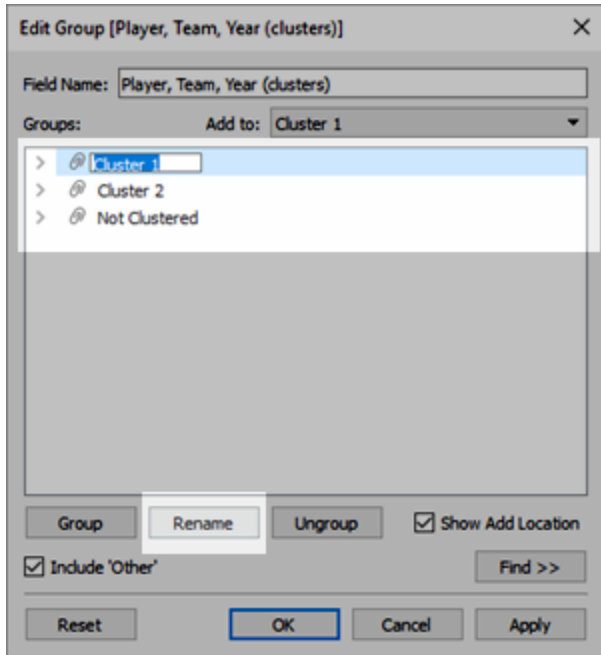 Edit Group [Player, Team, Year (clusters)]
Field Name: Player, Team, Year (clusters)
Groups: Add to: Cluster 1
Cluster 1
Cluster 2
Not Clustered
Group Rename Ungroup Show Add Location
Include 'Other' Find >>
Reset OK Cancel Apply